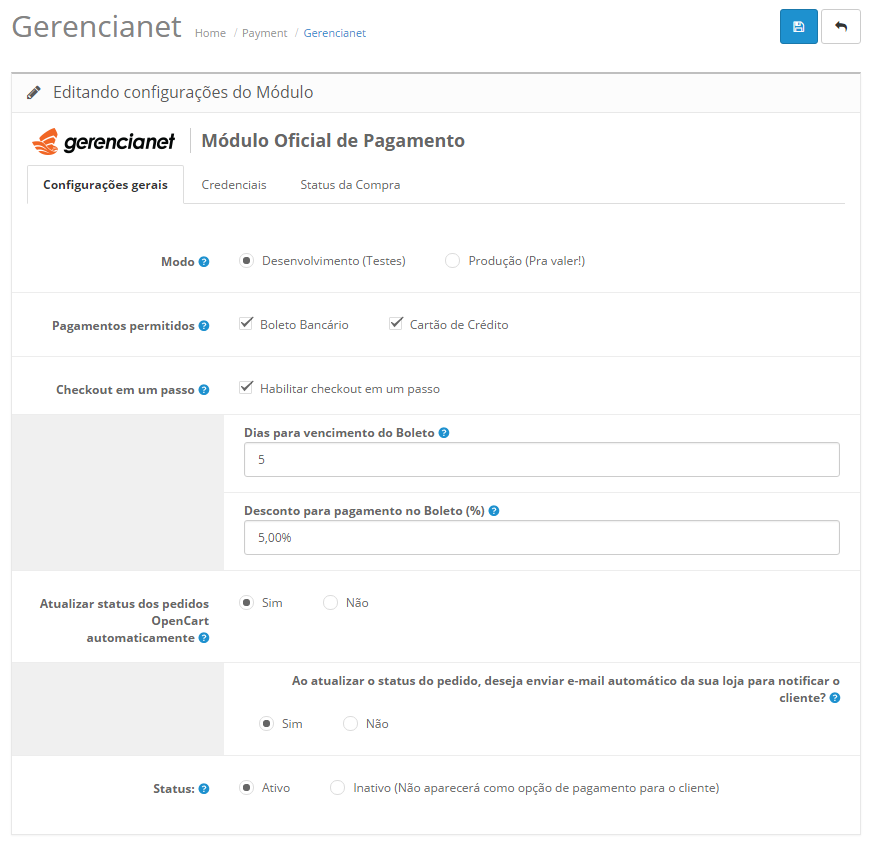 Gerencianet Home / Payment / Gerencianet
Editando configurações do Módulo
gerencianet Módulo Oficial de Pagamento
Configurações gerais Credenciais Status da Compra
Modo ? Desenvolvimento (Testes) Produção (Pra valer!)
Pagamentos permitidos ? Boleto Bancário Cartão de Crédito
Checkout em um passo ? Habilitar checkout em um passo
Dias para vencimento do Boleto ?
5
Desconto para pagamento no Boleto (%) ?
5,00%
Atualizar status dos pedidos
OpenCart
automaticamente ?
Sim Não
Ao atualizar o status do pedido, deseja enviar e-mail automático da sua loja para notificar o
cliente? ?
Sim Não
Status: ? Ativo Inativo (Não aparecerá como opção de pagamento para o cliente)